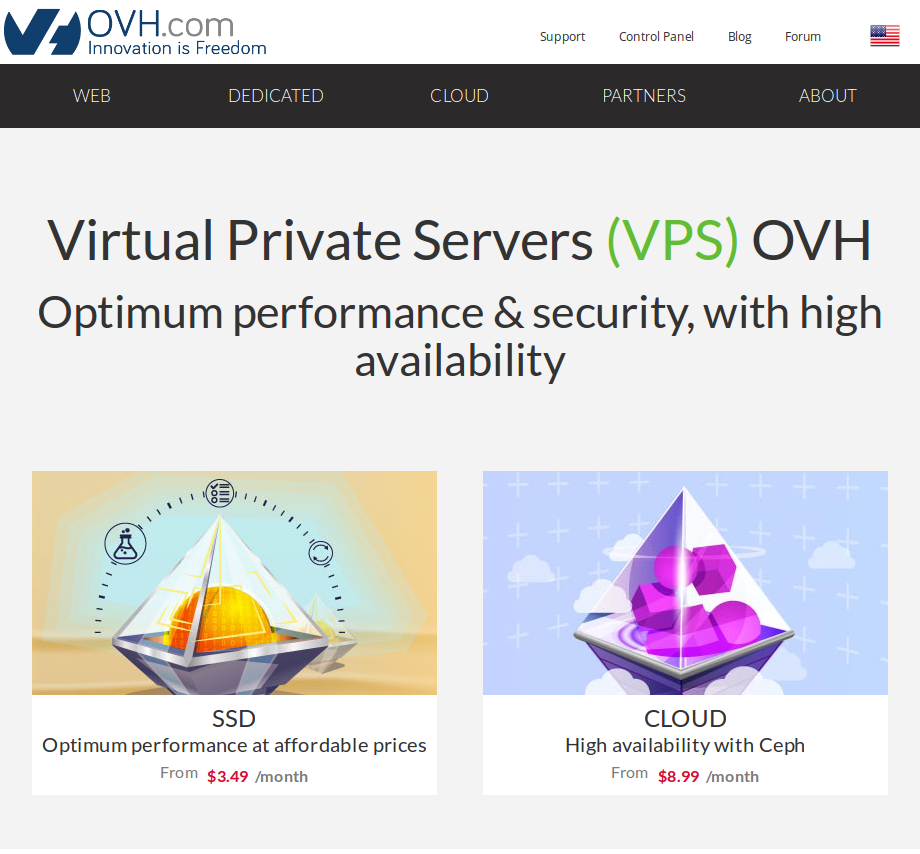 OVH.com
Innovation is Freedom
Support Control Panel Blog Forum
WEB DEDICATED CLOUD PARTNERS ABOUT
Virtual Private Servers (VPS) OVH
Optimum performance & security, with high
availability
SSD
Optimum performance at affordable prices
From $3.49 /month
CLOUD
High availability with Ceph
From $8.99 /month